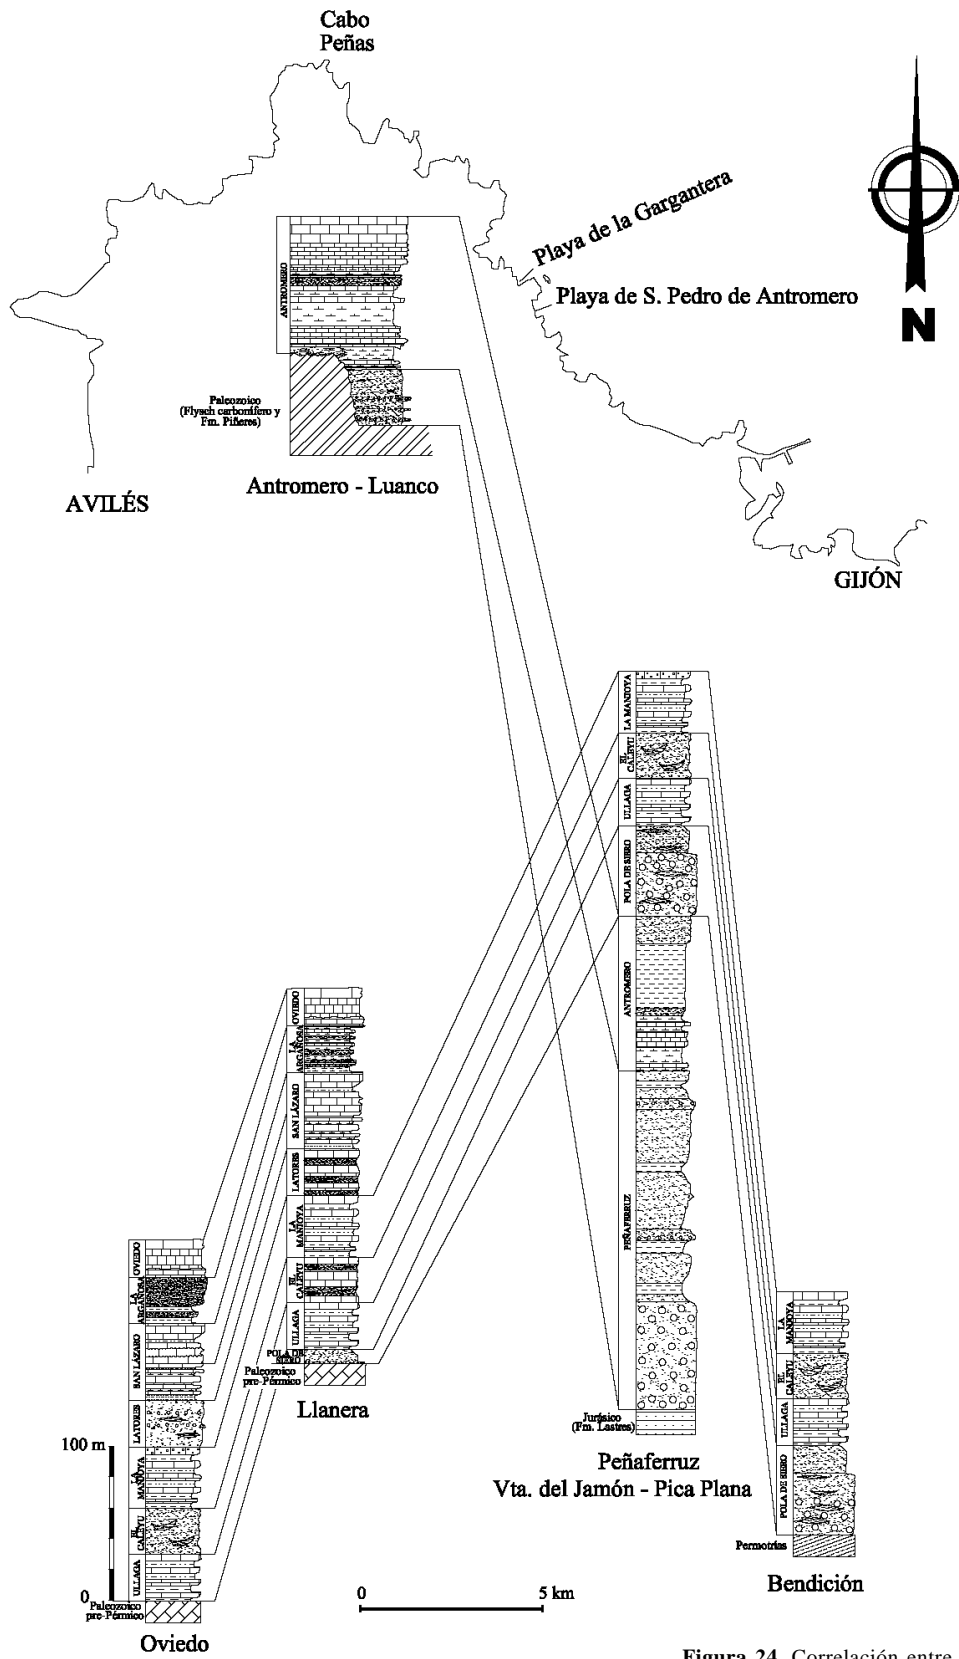 Cabo
Peñas
Playa de la Gargantera
Playa de S. Pedro de Antromero
N
ANTROMERO
Paleozoico
(Flysch carbonífero y
Fm. Piñeres)
AVILÉS
Antromero - Luanco
GIJÓN
LA MANJOYA
EL
CALEYU
ULLAGA
POLA DE SIERO
ANTROMERO
PEÑAFERRUZ
Jurásico
(Fm. Lastres)
Peñaferruz
Vta. del Jamón - Pica Plana
OVIEDO
LA
ARGAÑOSA
SAN LÁZARO
LATORES
LA
MANJOYA
EL
CALEYU
ULLAGA
POLA DE
SIERO
Paleozoico
pre-Pérmico
Llanera
OVIEDO
LA
ARGAÑOSA
SAN LÁZARO
LATORES
LA
MANJOYA
EL
CALEYU
ULLAGA
100 m
0
Paleozoico
pre-Pérmico
Oviedo
0 5 km
LA
MANJOYA
EL
CALEYU
ULLAGA
POLA DE SIERO
Permotrías
Bendición
Figura 24. Correlación entre